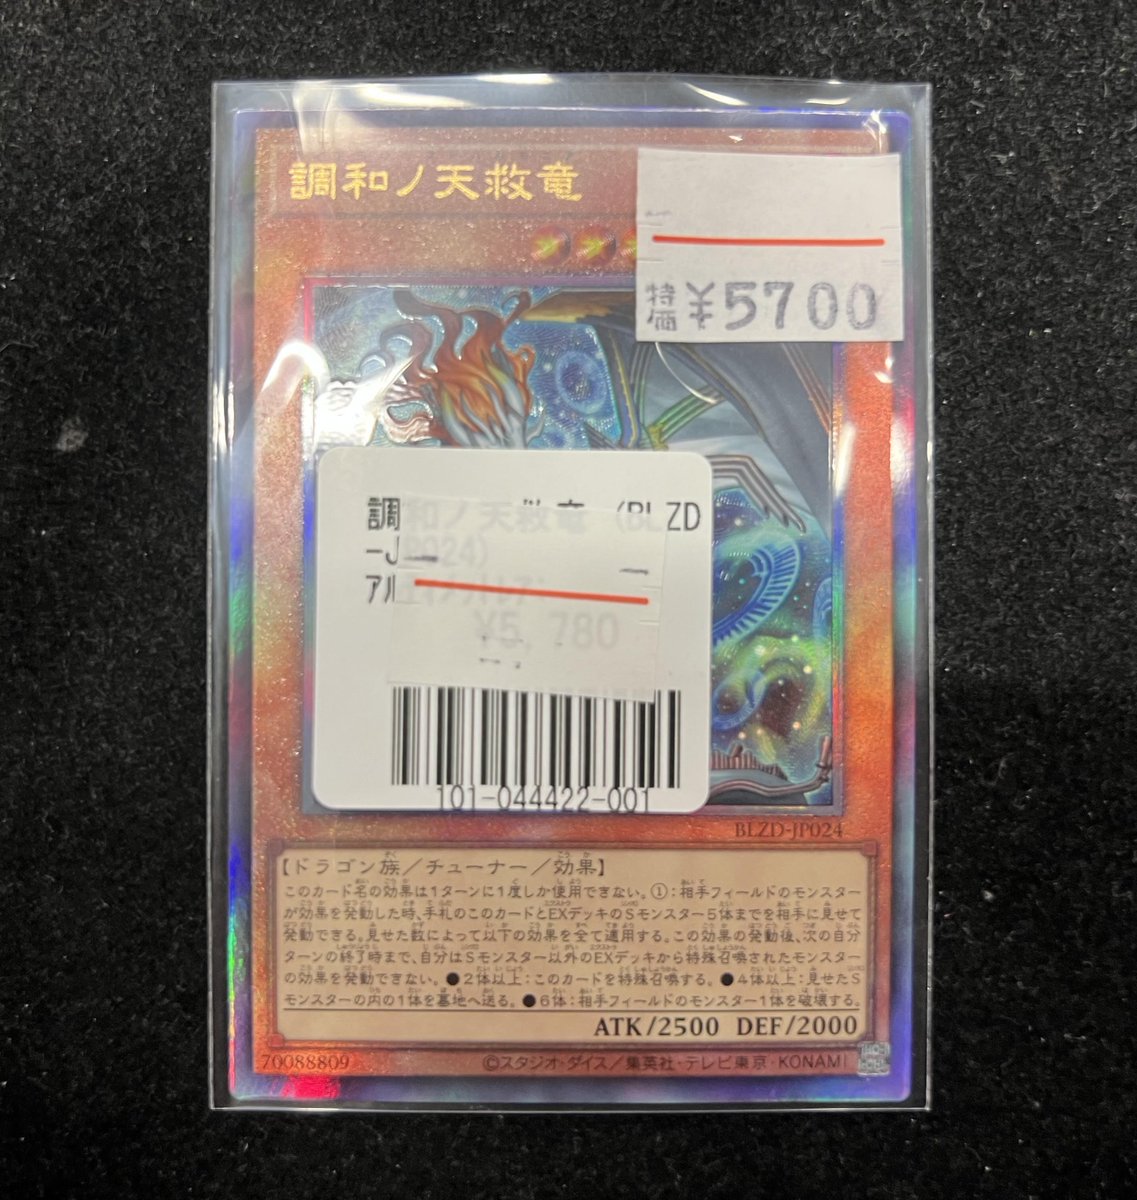 調和ノ天救竜
特価 ¥5700
調和ノ天救竜 (BLZD
-JP024)
アルティメットレア
¥5,780
101-044422-001
BLZD-JP024
【ドラゴン族/チューナー/効果】
このカード名の効果は1ターンに1度しか使用できない。①:相手フィールドのモンスター
が効果を発動した時、手札のこのカードとEXデッキのSモンスター5体までを相手に見せて
発動できる。見せた数によって以下の効果を全て適用する。この効果の発動後、次の自分
ターンの終了時まで、自分はSモンスター以外のEXデッキから特殊召喚されたモンスター
の効果を発動できない。●2体以上:このカードを特殊召喚する。●4体以上:見せたS
モンスターの内の1体を墓地へ送る。●6体:相手フィールドのモンスター1体を破壊する。
ATK/2500 DEF/2000
70088809 ©スタジオ・ダイス/集英社・テレビ東京・KONAMI